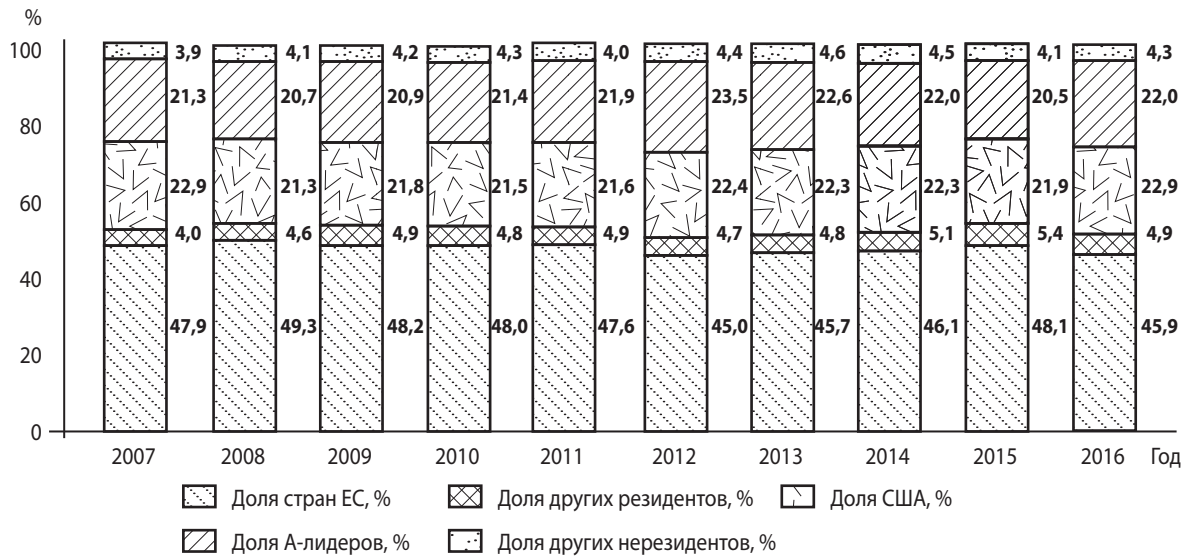 %
100 3,9 4,1 4,2 4,3 4,0 4,4 4,6 4,5 4,1 4,3
21,3 20,7 20,9 21,4 21,9 23,5 22,6 22,0 20,5 22,0
80
60 22,9 21,3 21,8 21,5 21,6 22,4 22,3 22,3 21,9 22,9
4,0 4,6 4,9 4,8 4,9 4,7 4,8 5,1 5,4 4,9
40
47,9 49,3 48,2 48,0 47,6 45,0 45,7 46,1 48,1 45,9
20
0
2007 2008 2009 2010 2011 2012 2013 2014 2015 2016 Год
Доля стран ЕС, % Доля других резидентов, % Доля США, %
Доля А-лидеров, % Доля других нерезидентов, %